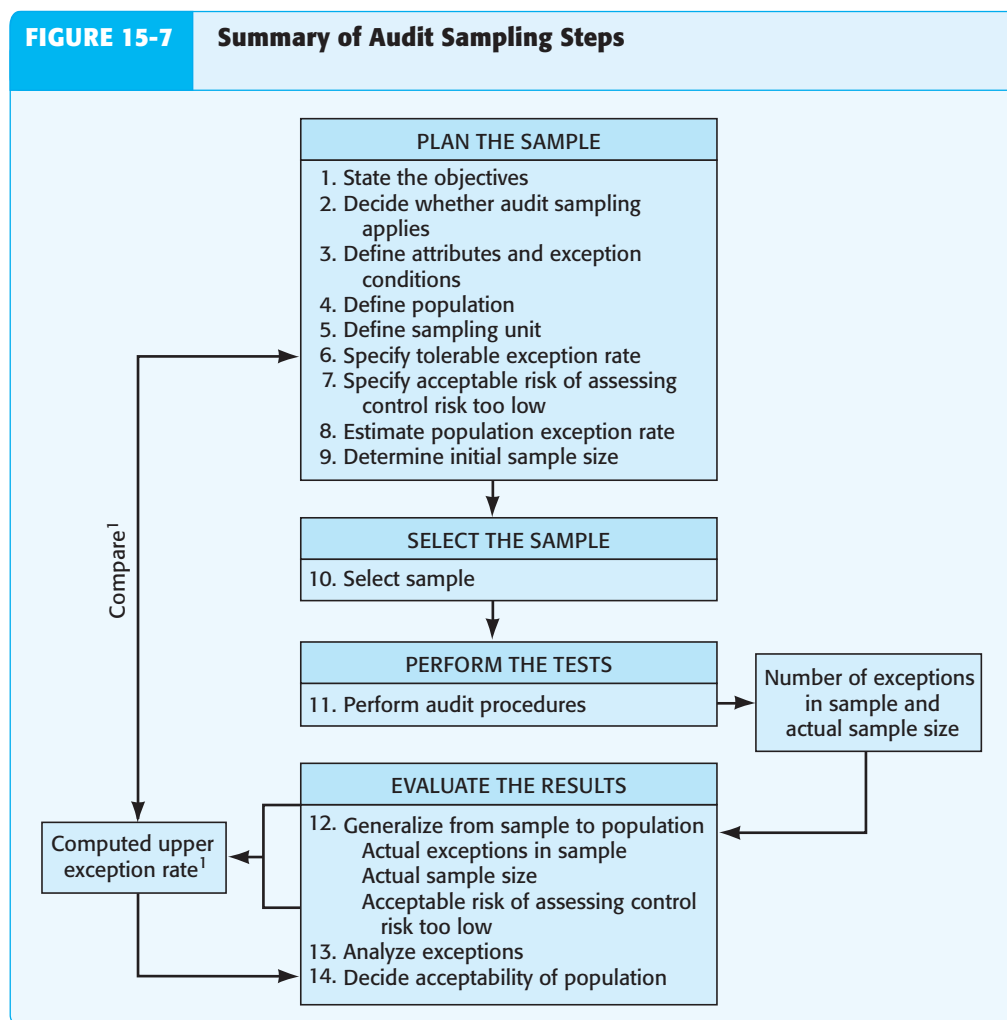 FIGURE 15-7
Summary of Audit Sampling Steps
PLAN THE SAMPLE
1. State the objectives
2. Decide whether audit sampling
applies
3. Define attributes and exception
conditions
4. Define population
5. Define sampling unit
6. Specify tolerable exception rate
7. Specify acceptable risk of assessing
control risk too low
8. Estimate population exception rate
9. Determine initial sample size
Compare¹
SELECT THE SAMPLE
10. Select sample
PERFORM THE TESTS
11. Perform audit procedures
Number of exceptions
in sample and
actual sample size
EVALUATE THE RESULTS
12. Generalize from sample to population
Actual exceptions in sample
Actual sample size
Acceptable risk of assessing control
risk too low
13. Analyze exceptions
14. Decide acceptability of population
Computed upper
exception rate¹